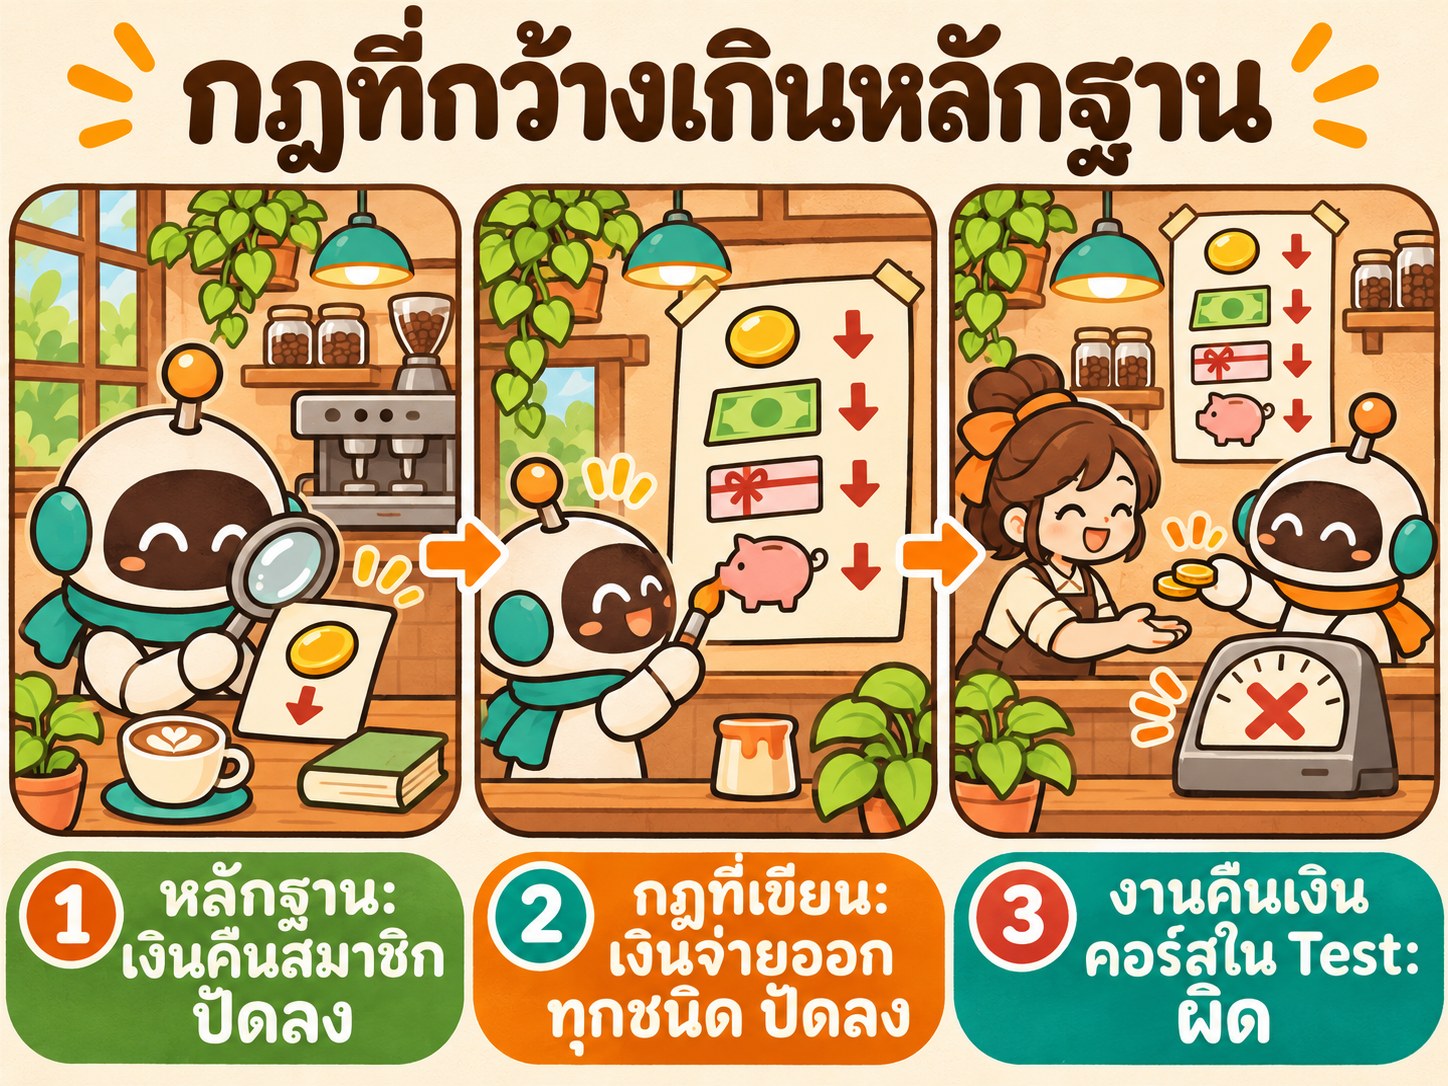 กฎที่กว้างเกินหลักฐาน
1
หลักฐาน:
เงินคืนสมาชิก
ปัดลง
2
กฎที่เขียน:
เงินจ่ายออก
ทุกชนิด ปัดลง
3
งานคืนเงิน
คอร์สใน Test:
ผิด